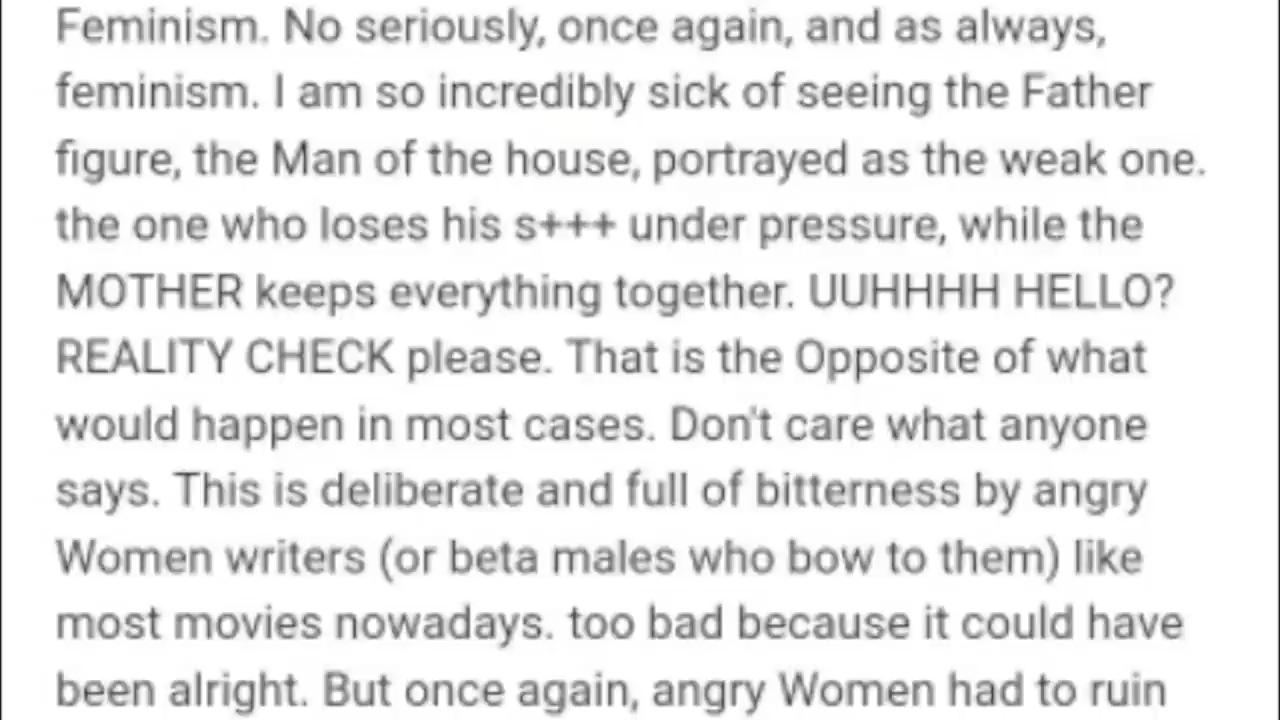 Feminism. No seriously, once again, and as always,
feminism. I am so incredibly sick of seeing the Father
figure, the Man of the house, portrayed as the weak one.
the one who loses his s+++ under pressure, while the
MOTHER keeps everything together. UUHHHH HELLO?
REALITY CHECK please. That is the Opposite of what
would happen in most cases. Don't care what anyone
says. This is deliberate and full of bitterness by angry
Women writers (or beta males who bow to them) like
most movies nowadays. too bad because it could have
been alright. But once again, angry Women had to ruin